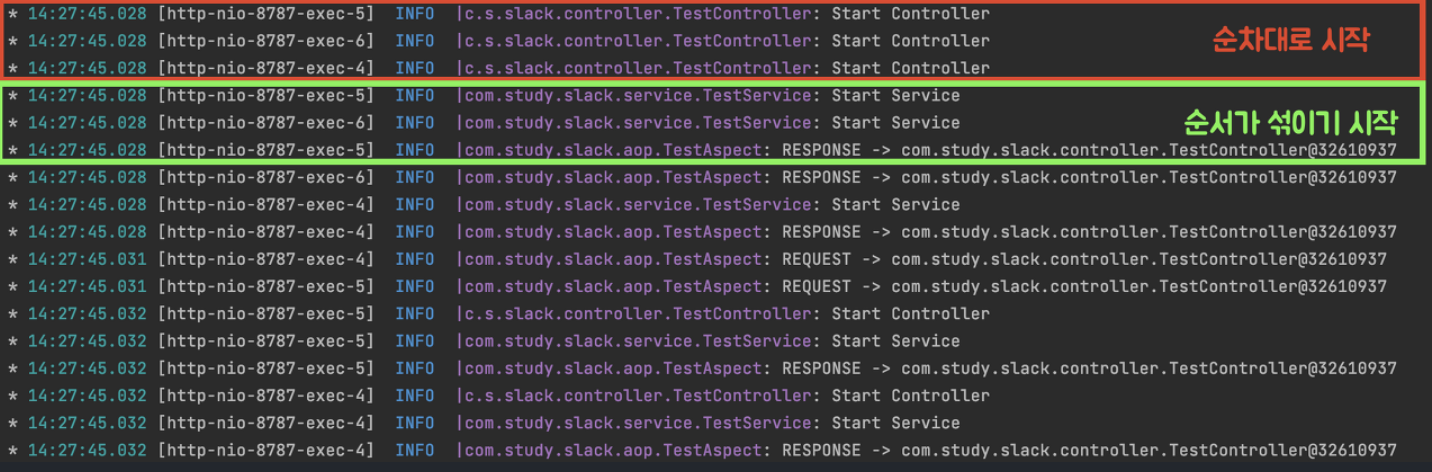 * 14:27:45.028 [http-nio-8787-exec-5]  INFO  |c.s.slack.controller.TestController: Start Controller
순차대로 시작
* 14:27:45.028 [http-nio-8787-exec-6]  INFO  |c.s.slack.controller.TestController: Start Controller
* 14:27:45.028 [http-nio-8787-exec-4]  INFO  |c.s.slack.controller.TestController: Start Controller
* 14:27:45.028 [http-nio-8787-exec-5]  INFO  |com.study.slack.service.TestService: Start Service
순서가 섞이기 시작
* 14:27:45.028 [http-nio-8787-exec-6]  INFO  |com.study.slack.service.TestService: Start Service
* 14:27:45.028 [http-nio-8787-exec-5]  INFO  |com.study.slack.aop.TestAspect: RESPONSE -> com.study.slack.controller.TestController@32610937
* 14:27:45.028 [http-nio-8787-exec-6]  INFO  |com.study.slack.aop.TestAspect: RESPONSE -> com.study.slack.controller.TestController@32610937
* 14:27:45.028 [http-nio-8787-exec-4]  INFO  |com.study.slack.service.TestService: Start Service
* 14:27:45.028 [http-nio-8787-exec-4]  INFO  |com.study.slack.aop.TestAspect: RESPONSE -> com.study.slack.controller.TestController@32610937
* 14:27:45.031 [http-nio-8787-exec-4]  INFO  |com.study.slack.aop.TestAspect: REQUEST -> com.study.slack.controller.TestController@32610937
* 14:27:45.031 [http-nio-8787-exec-5]  INFO  |com.study.slack.aop.TestAspect: REQUEST -> com.study.slack.controller.TestController@32610937
* 14:27:45.032 [http-nio-8787-exec-5]  INFO  |c.s.slack.controller.TestController: Start Controller
* 14:27:45.032 [http-nio-8787-exec-5]  INFO  |com.study.slack.service.TestService: Start Service
* 14:27:45.032 [http-nio-8787-exec-5]  INFO  |com.study.slack.aop.TestAspect: RESPONSE -> com.study.slack.controller.TestController@32610937
* 14:27:45.032 [http-nio-8787-exec-4]  INFO  |c.s.slack.controller.TestController: Start Controller
* 14:27:45.032 [http-nio-8787-exec-4]  INFO  |com.study.slack.service.TestService: Start Service
* 14:27:45.032 [http-nio-8787-exec-4]  INFO  |com.study.slack.aop.TestAspect: RESPONSE -> com.study.slack.controller.TestController@32610937